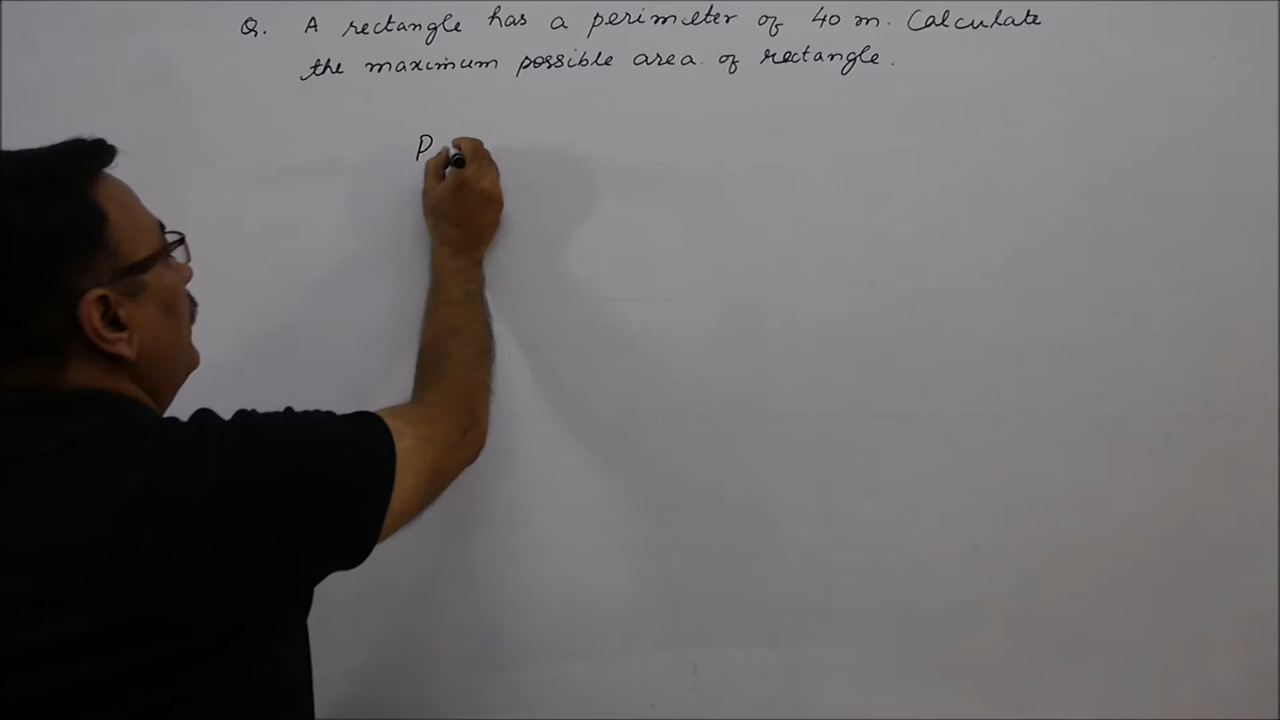 Q. A rectangle has a perimeter of 40 m. Calculate
the maximum possible area of rectangle.
P